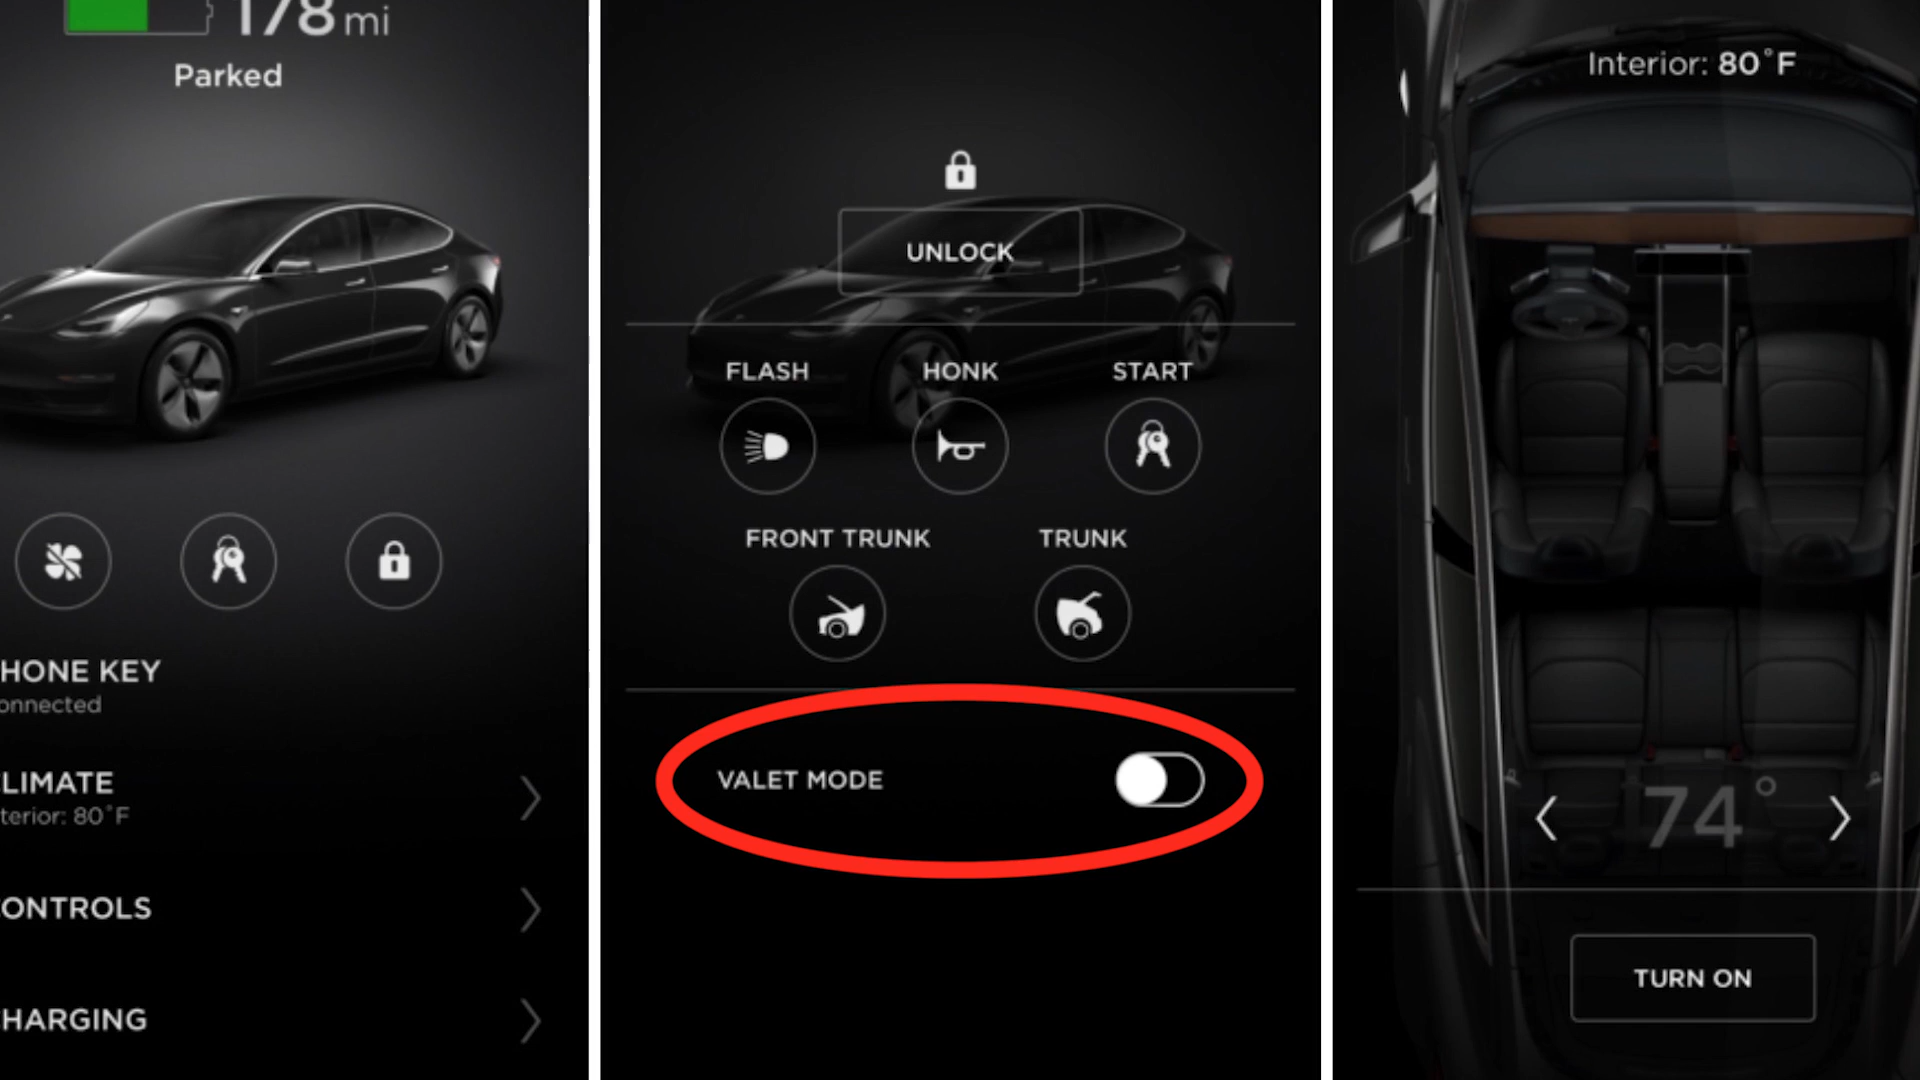 178 mi
Parked
HONE KEY
onnected
LIMATE
terior: 80°F
ONTROLS
HARGING
UNLOCK
FLASH HONK START
FRONT TRUNK TRUNK
VALET MODE
Interior: 80°F
74°
TURN ON